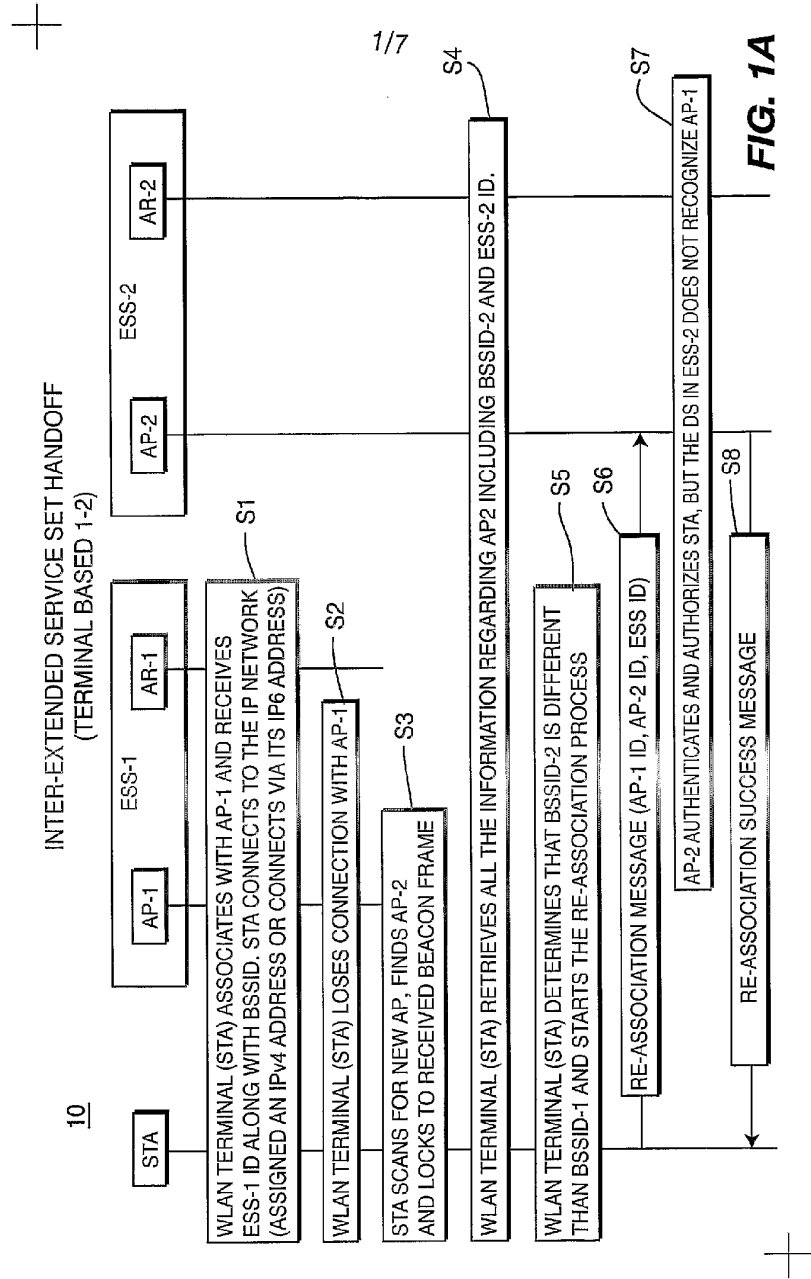 1/7
INTER-EXTENDED SERVICE SET HANDOFF
(TERMINAL BASED 1-2)
10
STA
ESS-1
AP-1
AR-1
ESS-2
AP-2
AR-2
WLAN TERMINAL (STA) ASSOCIATES WITH AP-1 AND RECEIVES
ESS-1 ID ALONG WITH BSSID. STA CONNECTS TO THE IP NETWORK
(ASSIGNED AN IPv4 ADDRESS OR CONNECTS VIA ITS IP6 ADDRESS)
S1
WLAN TERMINAL (STA) LOSES CONNECTION WITH AP-1
S2
STA SCANS FOR NEW AP, FINDS AP-2
AND LOCKS TO RECEIVED BEACON FRAME
S3
WLAN TERMINAL (STA) RETRIEVES ALL THE INFORMATION REGARDING AP2 INCLUDING BSSID-2 AND ESS-2 ID.
S4
WLAN TERMINAL (STA) DETERMINES THAT BSSID-2 IS DIFFERENT
THAN BSSID-1 AND STARTS THE RE-ASSOCIATION PROCESS
S5
RE-ASSOCIATION MESSAGE (AP-1 ID, AP-2 ID, ESS ID)
S6
AP-2 AUTHENTICATES AND AUTHORIZES STA, BUT THE DS IN ESS-2 DOES NOT RECOGNIZE AP-1
S7
RE-ASSOCIATION SUCCESS MESSAGE
S8
FIG. 1A